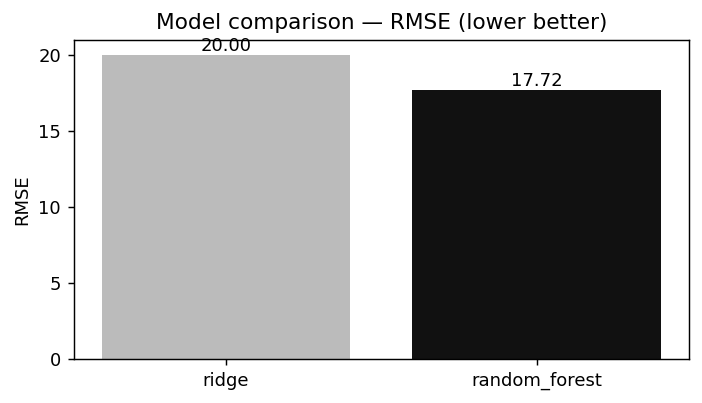 Model comparison — RMSE (lower better)
20.00
17.72
20
15
10
5
0
RMSE
ridge
random_forest